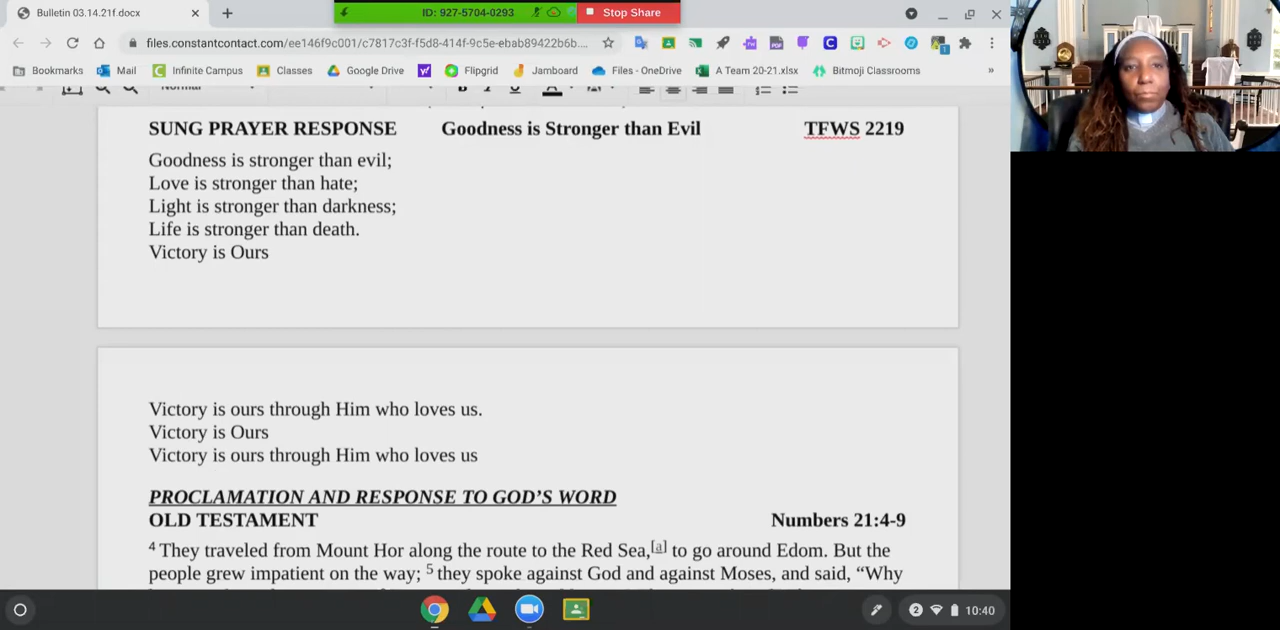 Bulletin 03.14.21f.docx
ID: 927-5704-0293
Stop Share
files.constantcontact.com/ee146f9c001/c7817c3f-f5d8-414f-9c5e-ebab89422b6b....
Bookmarks Mail Infinite Campus Classes Google Drive Flipgrid Jamboard Files - OneDrive A Team 20-21.xlsx Bitmoji Classrooms »
SUNG PRAYER RESPONSE Goodness is Stronger than Evil TFWS 2219
Goodness is stronger than evil;
Love is stronger than hate;
Light is stronger than darkness;
Life is stronger than death.
Victory is Ours
Victory is ours through Him who loves us.
Victory is Ours
Victory is ours through Him who loves us
PROCLAMATION AND RESPONSE TO GOD'S WORD
OLD TESTAMENT Numbers 21:4-9
4 They traveled from Mount Hor along the route to the Red Sea,[a] to go around Edom. But the
people grew impatient on the way; 5 they spoke against God and against Moses, and said, “Why
2 10:40